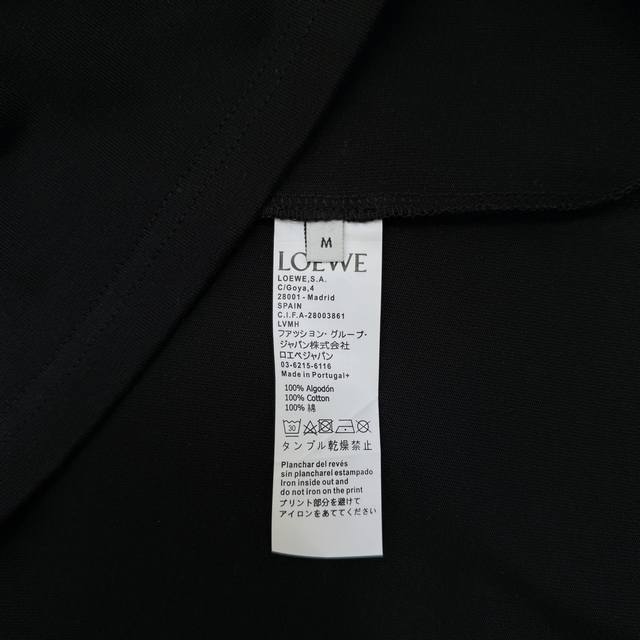 M
LOEWE
LOEWE,S.A.
C/Goya,4
28001 - Madrid
SPAIN
C.I.F.A-28003861
LVMH
ファッション・グループ・
ジャパン株式会社
ロエベジャパン
03-6215-6116
Made in Portugal+
100% Algodón
100% Cotton
100% 綿
30
タンブル乾燥禁止
Planchar del revés
sin plancharel estampado
Iron inside out and
do not iron on the print
プリント部分を避けて
アイロンをあててください